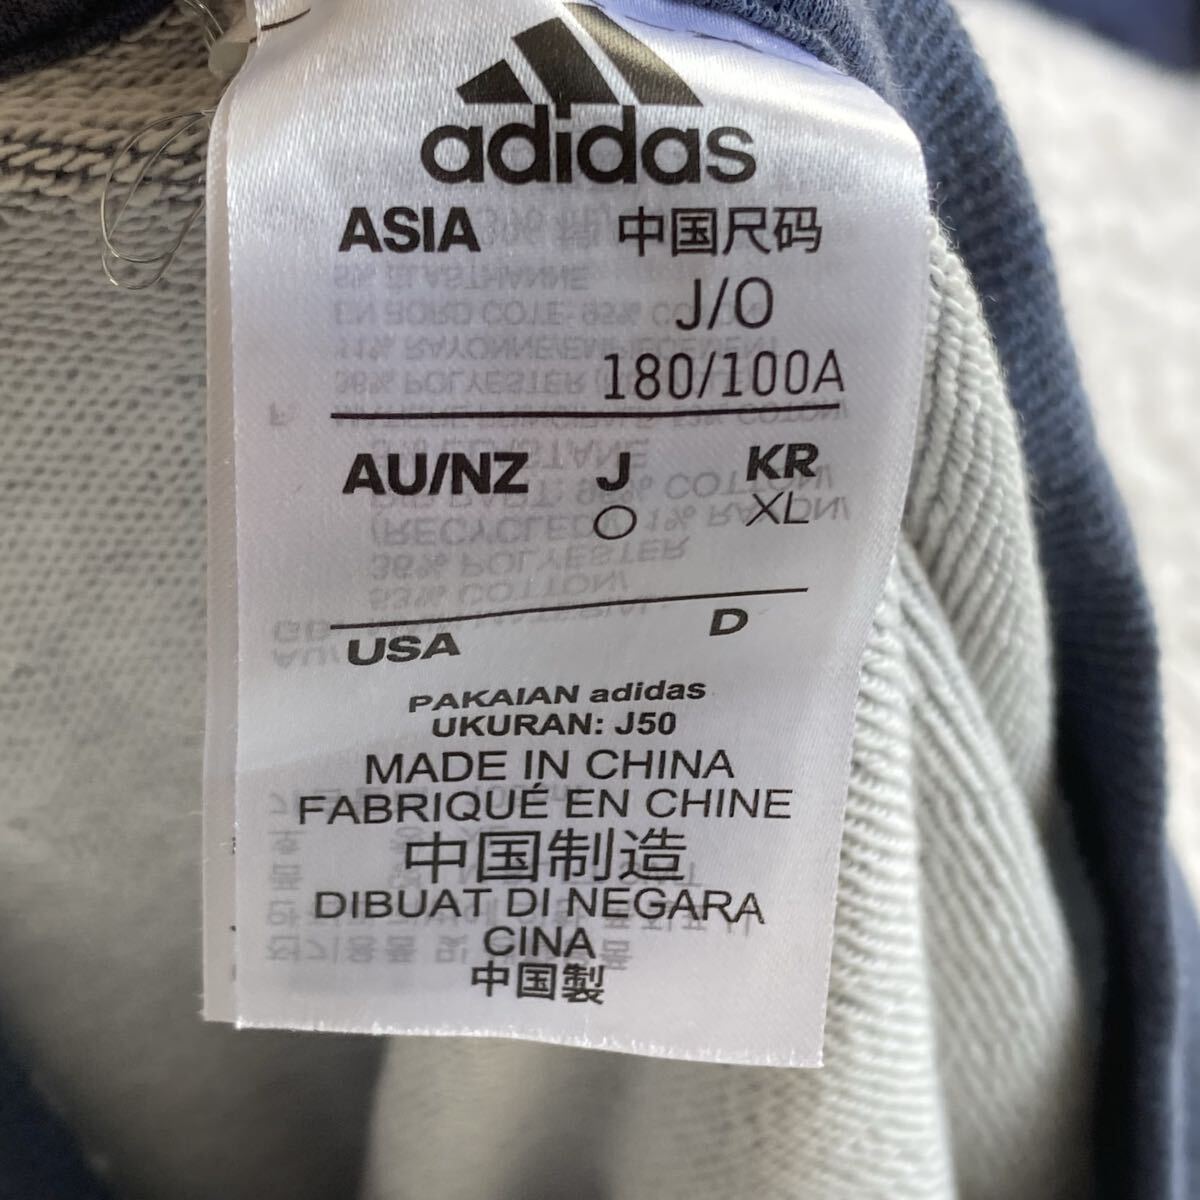 adidas
ASIA 中国尺码
J/O
180/100A
AU/NZ J KR
O XL
USA D
PAKAIAN adidas
UKURAN: J50
MADE IN CHINA
FABRIQUÉ EN CHINE
中国制造
DIBUAT DI NEGARA
CINA
中国製